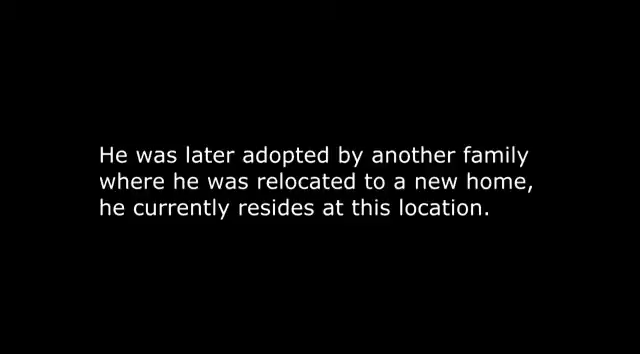 He was later adopted by another family
where he was relocated to a new home,
he currently resides at this location.